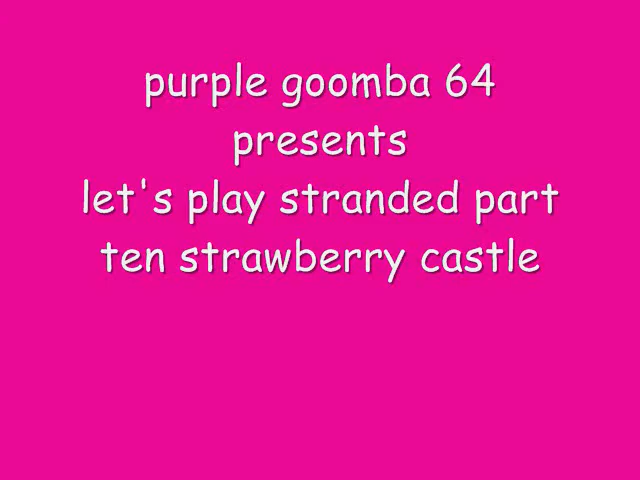 purple goomba 64
presents
let's play stranded part
ten strawberry castle